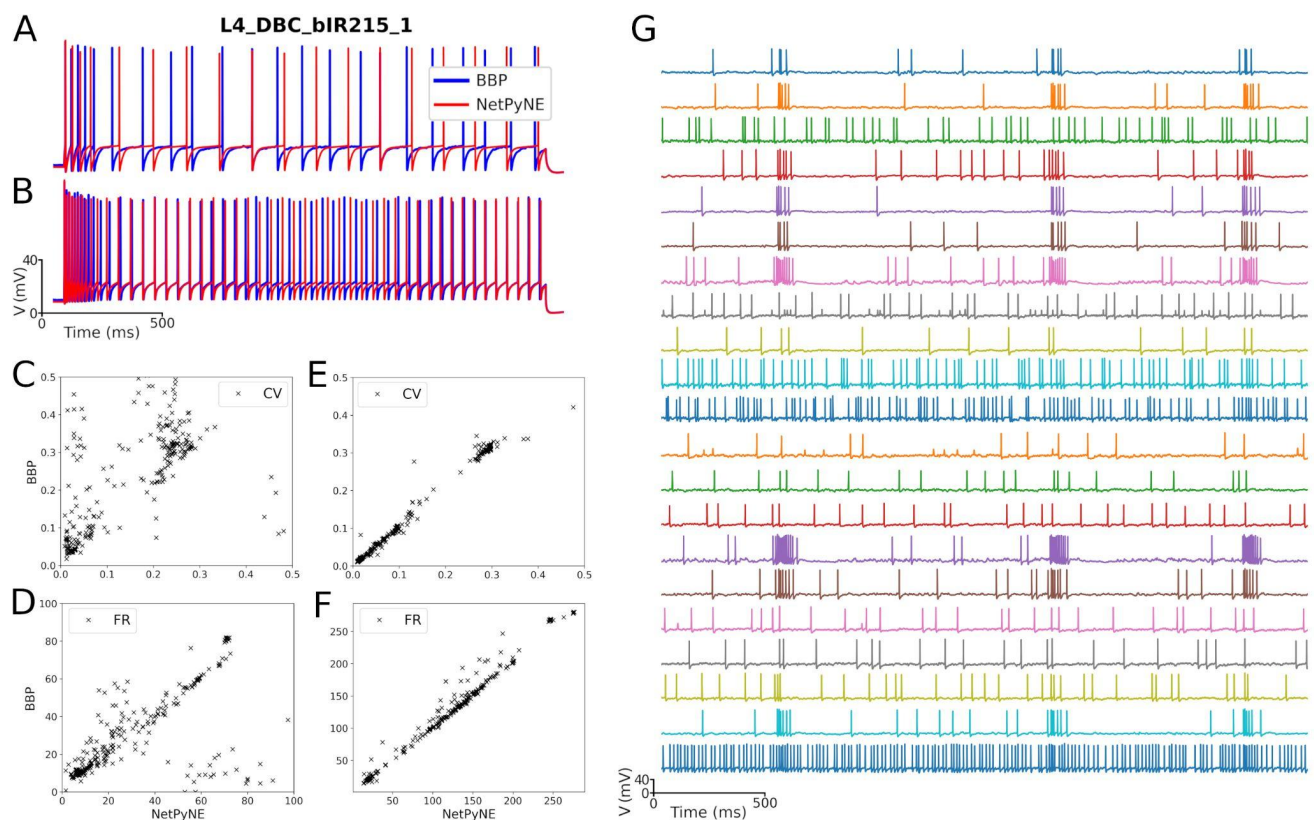 A
L4_DBC_bIR215_1
BBP
NetPyNE
B
40
V (mV)
0
0
500
Time (ms)
C
0.5
0.4
0.3
0.2
0.1
0.0
BBP
CV
0.0 0.1 0.2 0.3 0.4 0.5
E
0.5
0.4
0.3
0.2
0.1
0.0
CV
0.0 0.1 0.2 0.3 0.4 0.5
D
100
80
60
40
20
0
BBP
FR
0 20 40 60 80 100
NetPyNE
F
250
200
150
100
50
FR
50 100 150 200 250
NetPyNE
G
40
V (mV)
0
0
500
Time (ms)